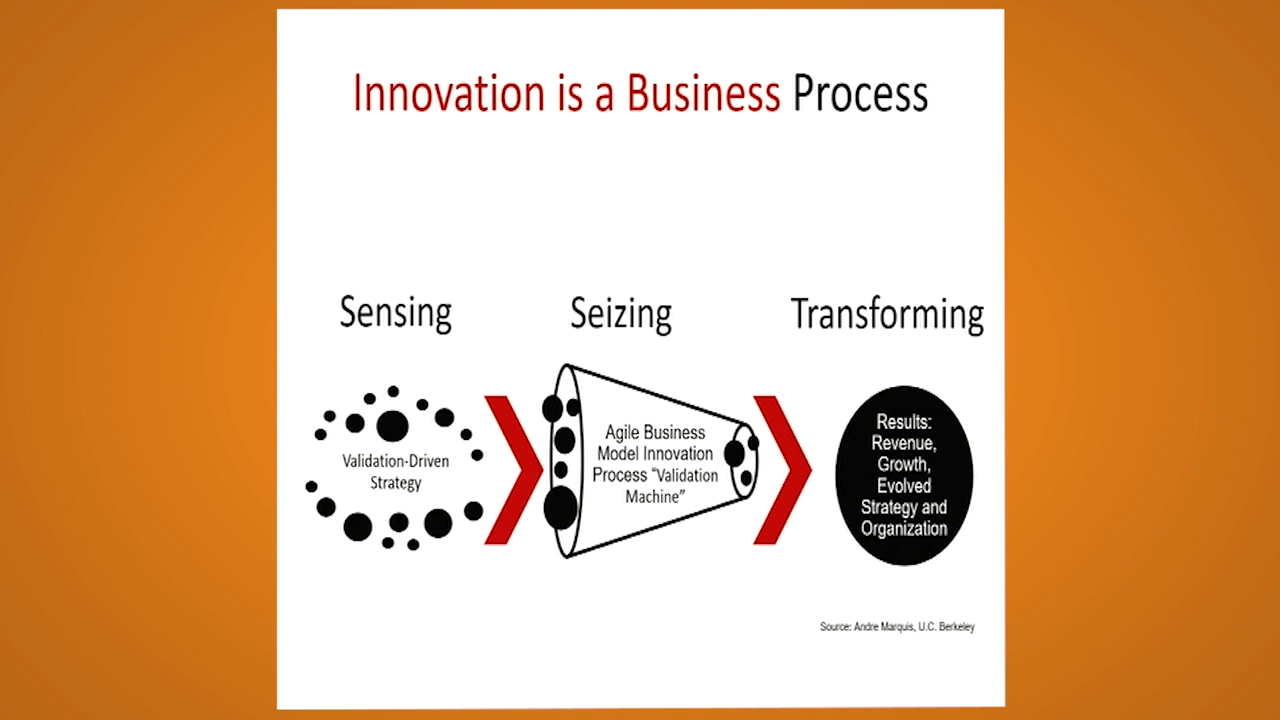 Innovation is a Business Process
Sensing
Seizing
Transforming
Validation-Driven
Strategy
Agile Business
Model Innovation
Process “Validation
Machine”
Results:
Revenue,
Growth,
Evolved
Strategy and
Organization
Source: Andre Marquis, U.C. Berkeley